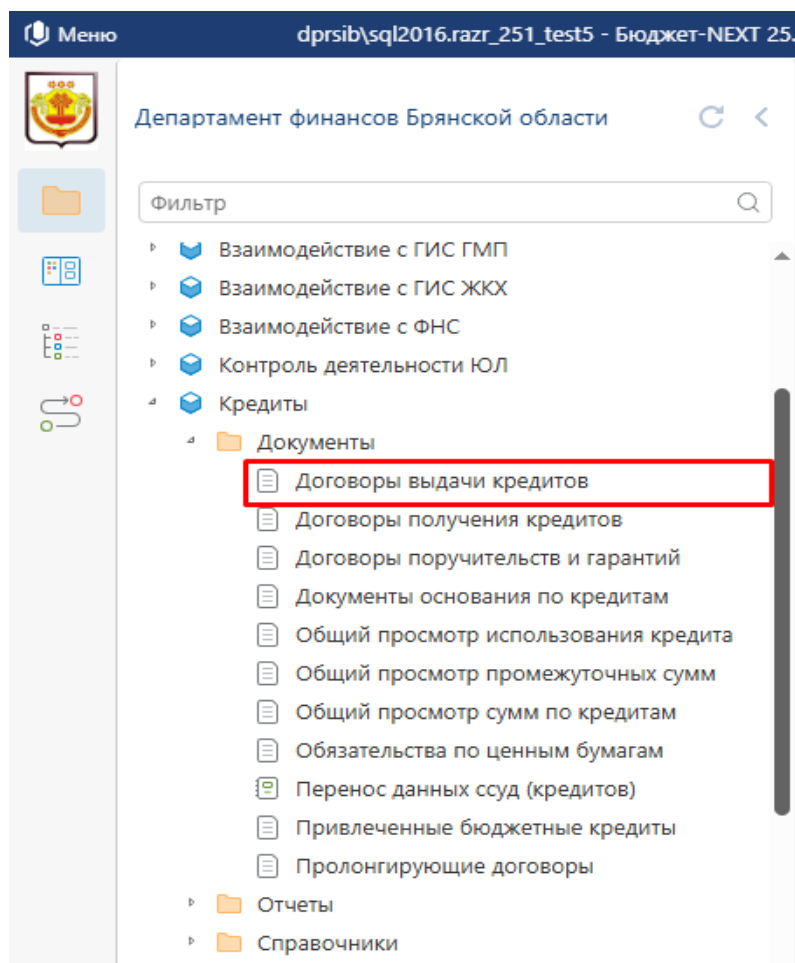 Меню
dprsib\sql2016.razr_251_test5 - Бюджет-NEXT 25.
Департамент финансов Брянской области
Фильтр
Взаимодействие с ГИС ГМП
Взаимодействие с ГИС ЖКХ
Взаимодействие с ФНС
Контроль деятельности ЮЛ
Кредиты
Документы
Договоры выдачи кредитов
Договоры получения кредитов
Договоры поручительств и гарантий
Документы основания по кредитам
Общий просмотр использования кредита
Общий просмотр промежуточных сумм
Общий просмотр сумм по кредитам
Обязательства по ценным бумагам
Перенос данных ссуд (кредитов)
Привлеченные бюджетные кредиты
Пролонгирующие договоры
Отчеты
Справочники